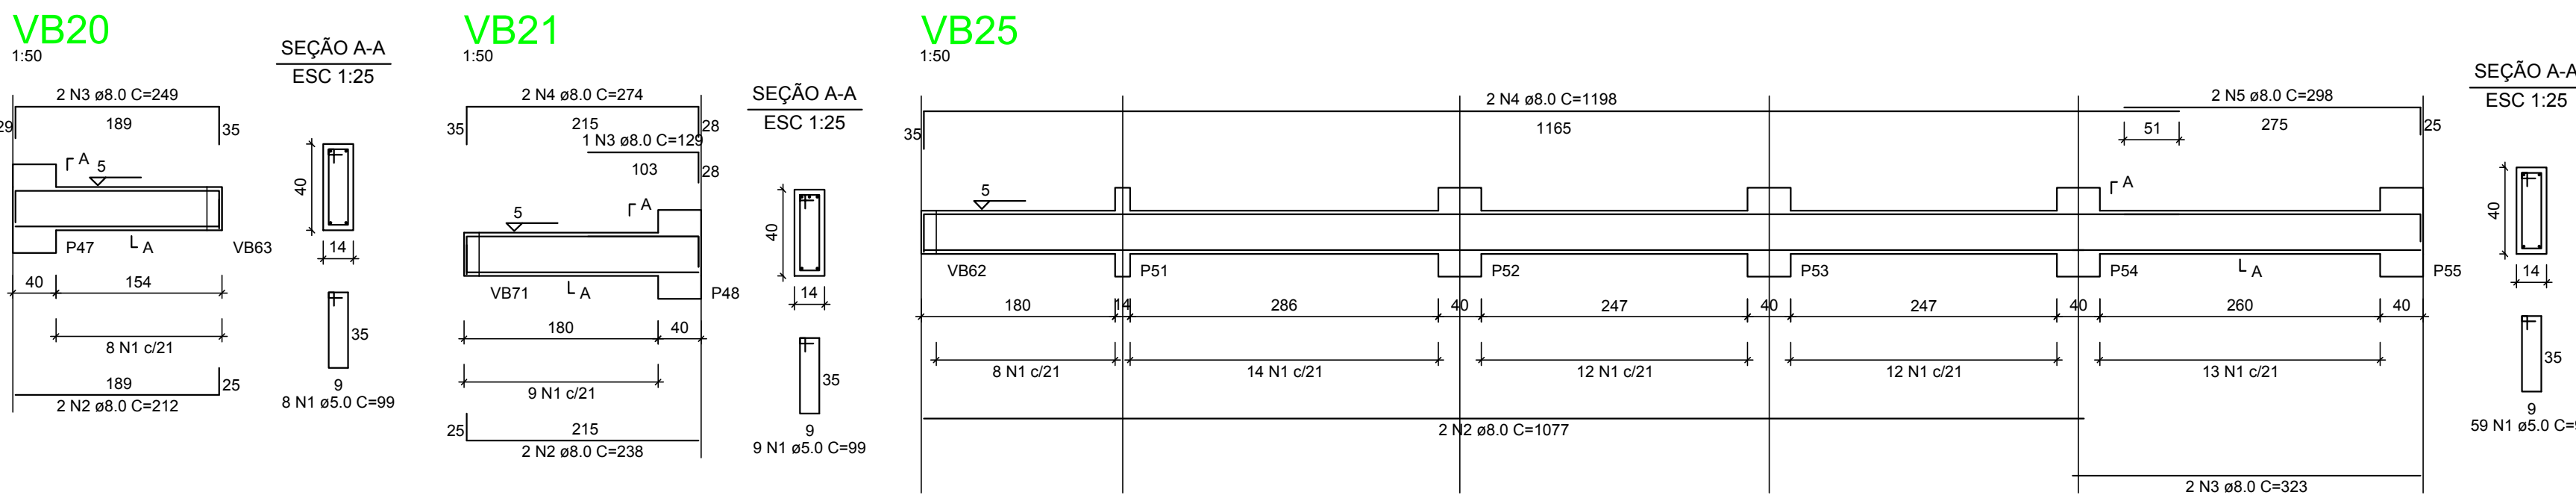 VB20
1:50
SEÇÃO A-A
ESC 1:25
2 N3 ø8.0 C=249
189
29
35
A
5
40
14
P47
A
VB63
40
154
8 N1 c/21
35
9
8 N1 ø5.0 C=99
189
25
2 N2 ø8.0 C=212
VB21
1:50
SEÇÃO A-A
ESC 1:25
2 N4 ø8.0 C=274
35
215
28
1 N3 ø8.0 C=129
103
28
A
5
40
14
VB71
A
P48
180
40
9 N1 c/21
35
9
9 N1 ø5.0 C=99
25
215
2 N2 ø8.0 C=238
VB25
1:50
SEÇÃO A-A
ESC 1:25
2 N4 ø8.0 C=1198
2 N5 ø8.0 C=298
35
1165
51
275
25
A
5
40
14
VB62
P51
P52
P53
P54
A
P55
180
14
286
40
247
40
247
40
260
40
8 N1 c/21
14 N1 c/21
12 N1 c/21
12 N1 c/21
13 N1 c/21
35
9
59 N1 ø5.0
2 N2 ø8.0 C=1077
2 N3 ø8.0 C=323